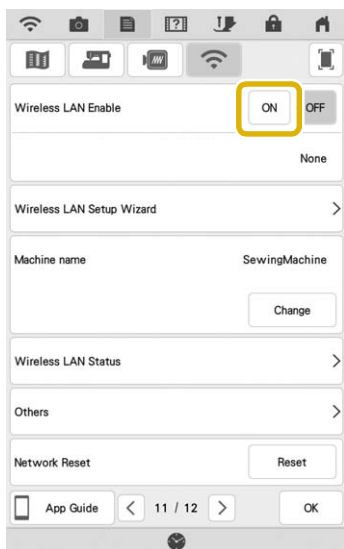 Wireless LAN Enable ON OFF
None
Wireless LAN Setup Wizard
Machine name SewingMachine
Change
Wireless LAN Status
Others
Network Reset Reset
App Guide 11 / 12 OK